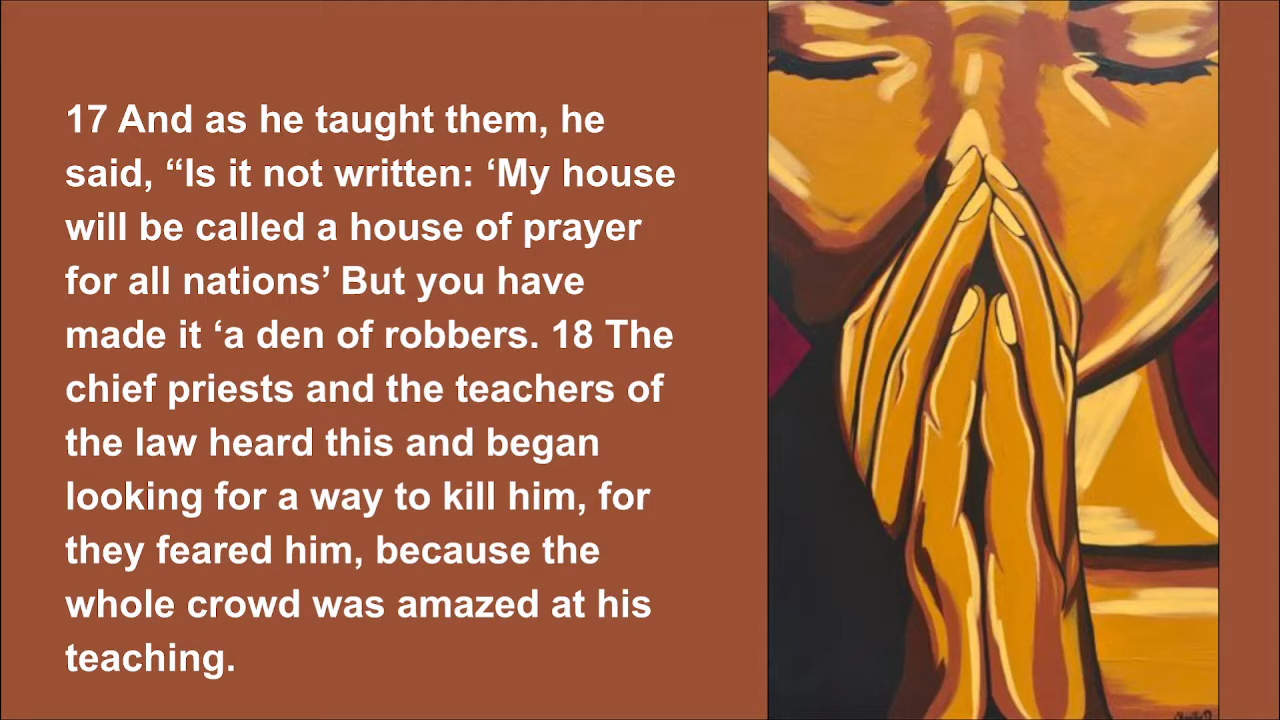 17 And as he taught them, he
said, “Is it not written: ‘My house
will be called a house of prayer
for all nations’ But you have
made it ‘a den of robbers. 18 The
chief priests and the teachers of
the law heard this and began
looking for a way to kill him, for
they feared him, because the
whole crowd was amazed at his
teaching.